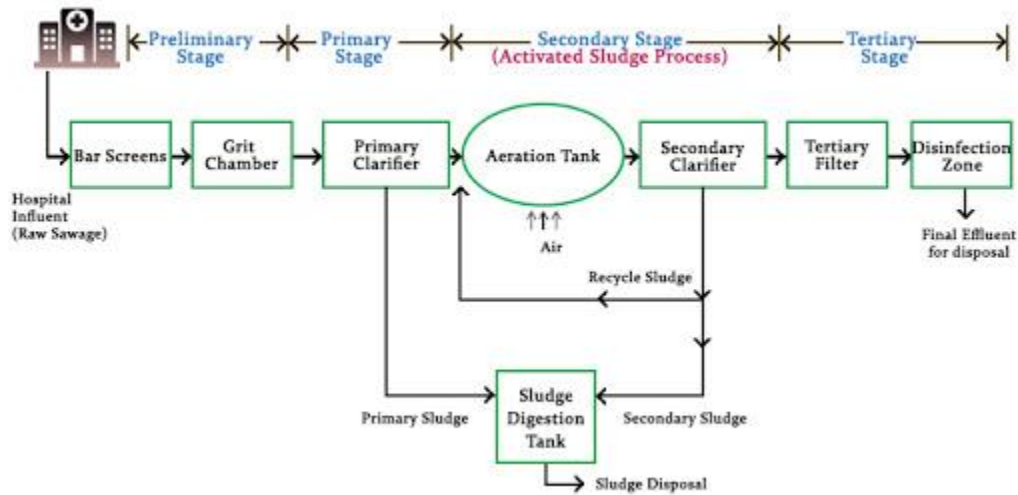 Preliminary
Stage
Primary
Stage
Secondary Stage
(Activated Sludge Process)
Tertiary
Stage
Bar Screens
Grit
Chamber
Primary
Clarifier
Aeration Tank
Secondary
Clarifier
Tertiary
Filter
Disinfection
Zone
Hospital
Influent
(Raw Sawage)
Air
Final Effluent
for disposal
Recycle Sludge
Primary Sludge
Sludge
Digestion
Tank
Secondary Sludge
Sludge Disposal